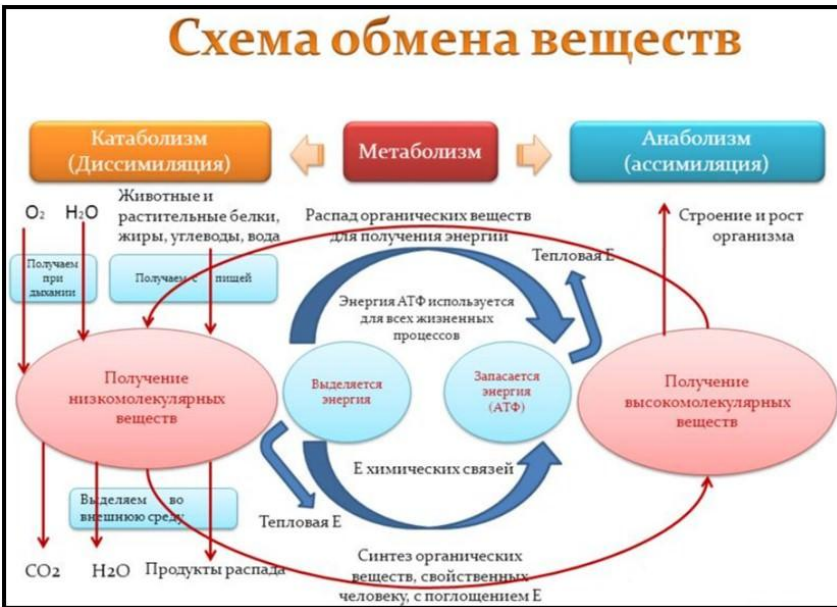 Схема обмена веществ
Катаболизм
(Диссимиляция)
Метаболизм
Анаболизм
(ассимиляция)
O₂
H₂O
Животные и
растительные белки,
жиры, углеводы, вода
Распад органических веществ
для получения энергии
Строение и рост
организма
Получаем
при
дыхании
Получаем с пищей
Тепловая Е
Энергия АТФ используется
для всех жизненных
процессов
Получение
низкомолекулярных
веществ
Выделяется
энергия
Запасается
энергия
(АТФ)
Получение
высокомолекулярных
веществ
Е химических связей
Выделяем во
внешнюю среду
Тепловая Е
CO2
H2O
Продукты распада
Синтез органических
веществ, свойственных
человеку, с поглощением Е